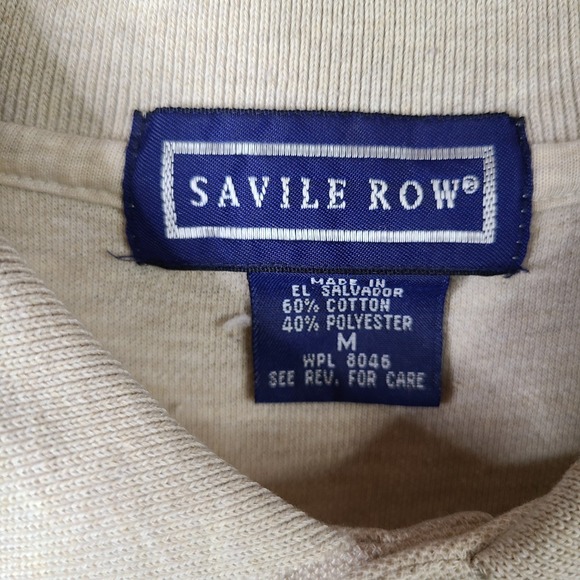 SAVILE ROW®
MADE IN
EL SALVADOR
60% COTTON
40% POLYESTER
M
WPL 8046
SEE REV. FOR CARE